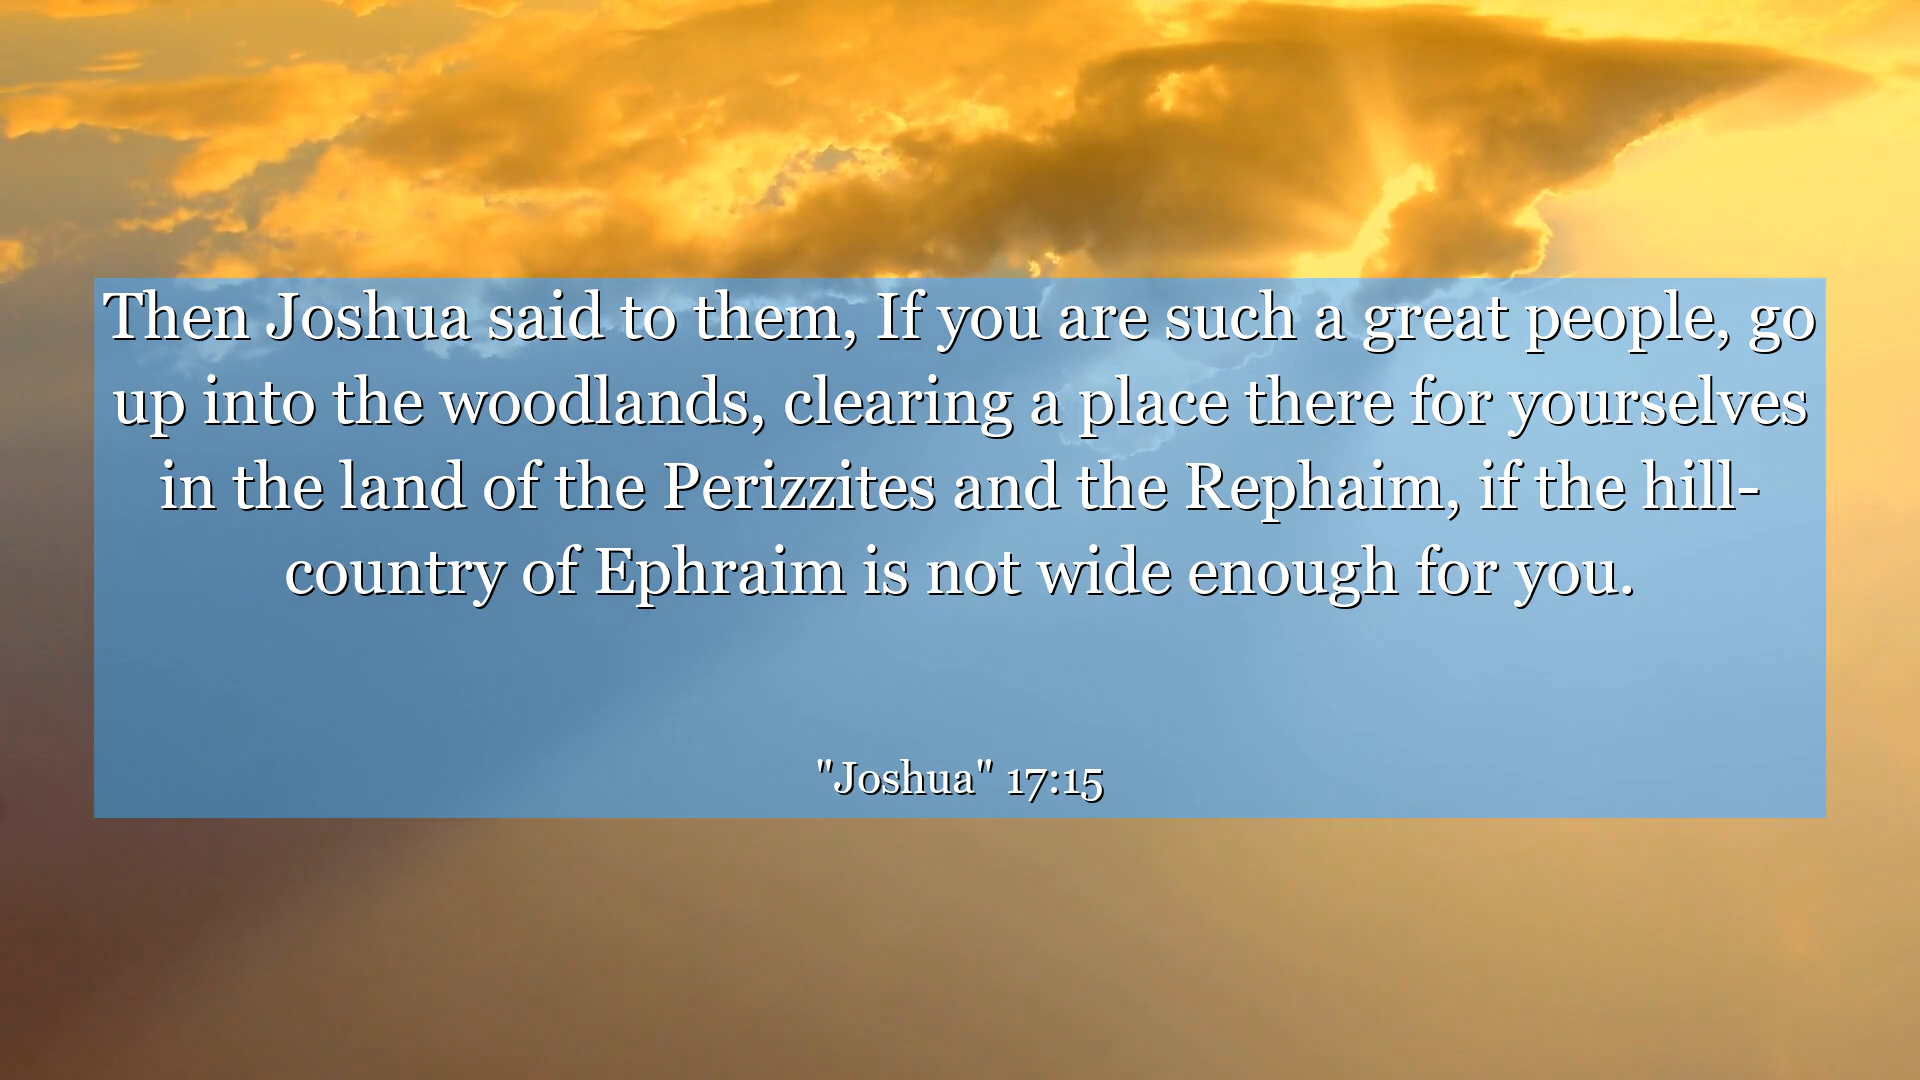 Then Joshua said to them, If you are such a great people, go
up into the woodlands, clearing a place there for yourselves
in the land of the Perizzites and the Rephaim, if the hill-
country of Ephraim is not wide enough for you.
"Joshua" 17:15